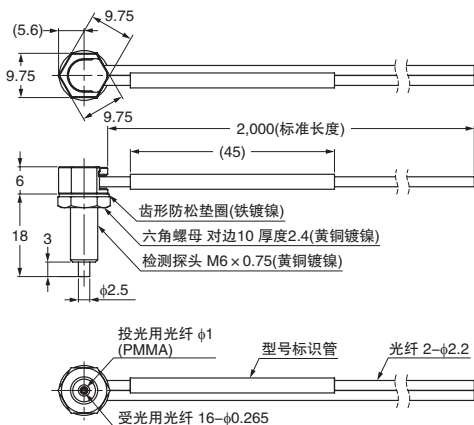 (5.6)
9.75
9.75
9.75
2,000(标准长度)
(45)
6
18
3
齿形防松垫圈(铁镀镍)
六角螺母 对边10 厚度2.4(黄铜镀镍)
检测探头 M6×0.75(黄铜镀镍)
ϕ2.5
投光用光纤 ϕ1
(PMMA)
型号标识管
光纤 2-ϕ2.2
受光用光纤 16-ϕ0.265